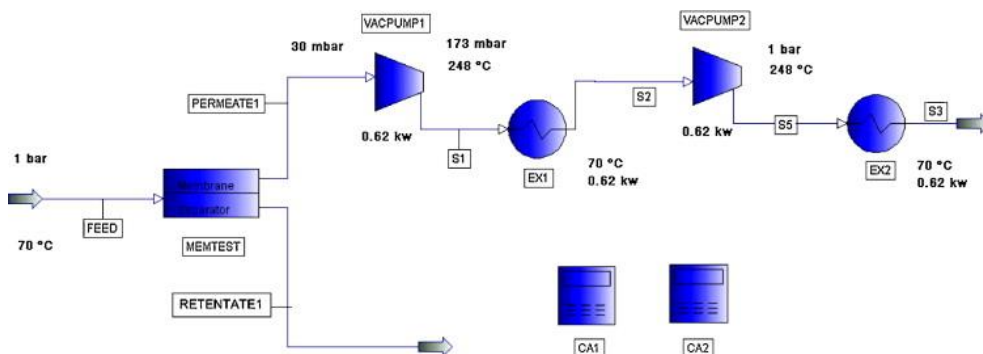 VACPUMP1
VACPUMP2
30 mbar
173 mbar
248 °C
1 bar
248 °C
PERMEATE1
S2
0.62 kw
0.62 kw
S1
S5
S3
EX1
70 °C
0.62 kw
EX2
70 °C
0.62 kw
1 bar
Membrane
Separator
FEED
70 °C
MEMTEST
RETENTATE1
CA1
CA2